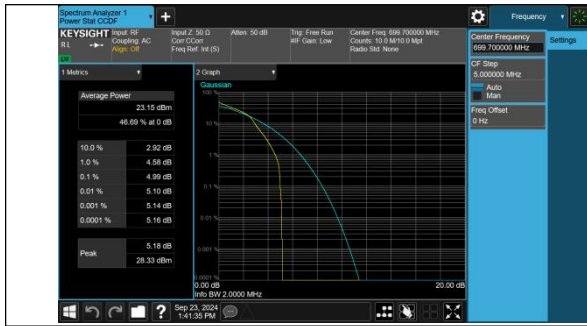 Spectrum Analyzer 1
Power Stat CCDF
+
Frequency
KEYSIGHT
Input: RF
Coupling: AC
Align: Off
Input Z: 50 Ω
Corr CCorr
Freq Ref: Int (S)
Atten: 50 dB
Trig: Free Run
#IF Gain: Low
Center Freq: 699.700000 MHz
Counts: 10.0 M/10.0 Mpt
Radio Std: None
R L
Center Frequency
699.700000 MHz
Settings
CF Step
5.000000 MHz
Auto
Man
Freq Offset
0 Hz
1 Metrics
2 Graph
Gaussian
Average Power
23.15 dBm
46.69 % at 0 dB
10.0 % 2.92 dB
1.0 % 4.58 dB
0.1 % 4.99 dB
0.01 % 5.10 dB
0.001 % 5.14 dB
0.0001 % 5.16 dB
Peak
5.18 dB
28.33 dBm
100 %
10 %
1 %
0.1 %
0.01 %
0.001 %
0.0001 %
0.00 dB
20.00 dB
Info BW 2.0000 MHz
?
Sep 23, 2024
1:41:35 PM